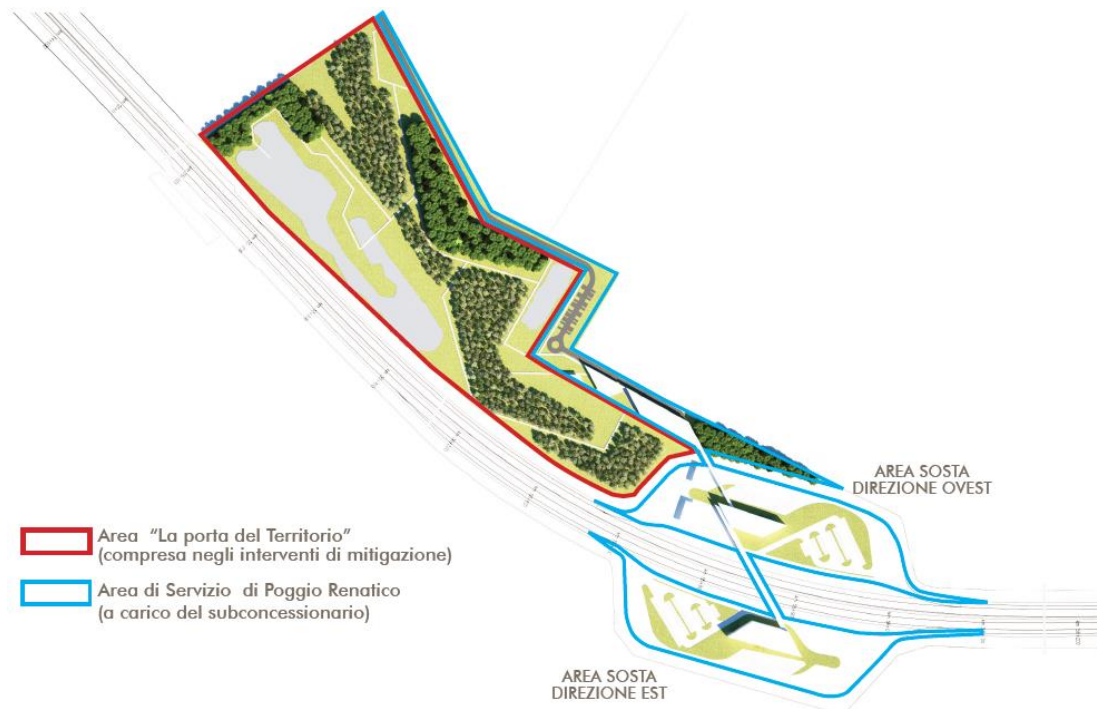 AREA SOSTA
DIREZIONE OVEST
Area “La porta del Territorio”
(compresa negli interventi di mitigazione)
Area di Servizio di Poggio Renatico
(a carico del subconcessionario)
AREA SOSTA
DIREZIONE EST